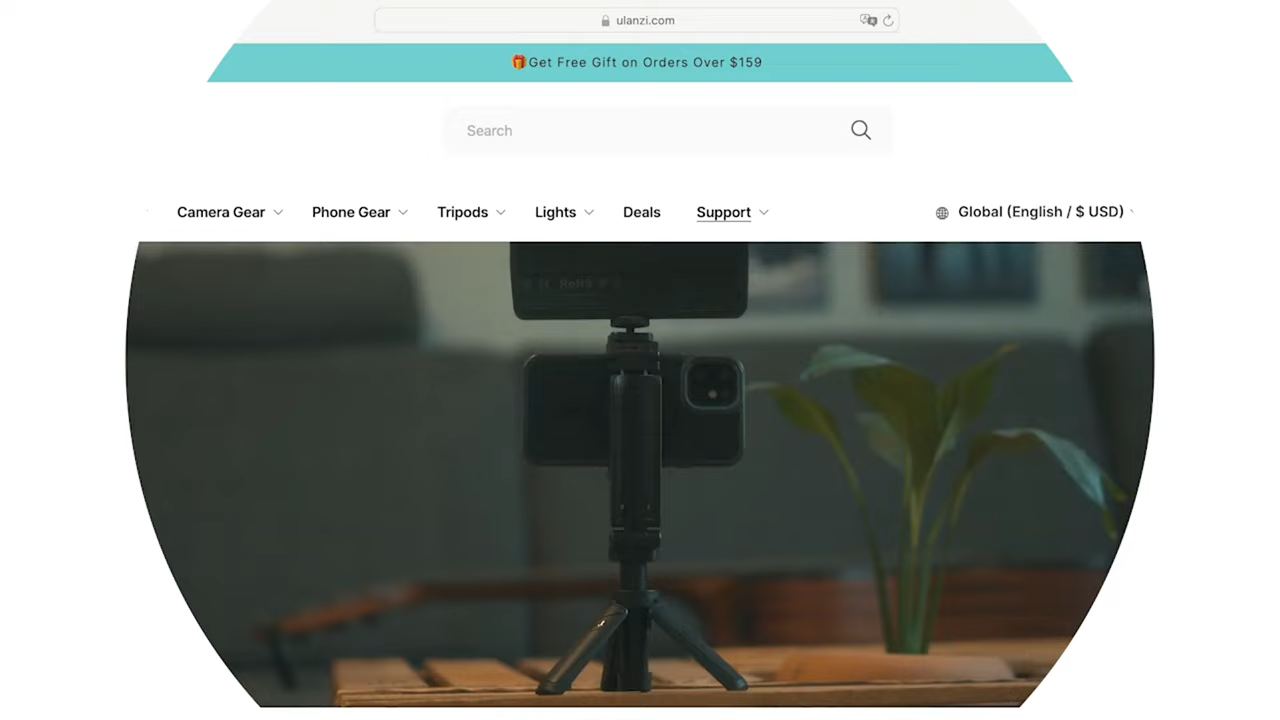 ulanzi.com
🎁Get Free Gift on Orders Over $159
Search
Camera Gear Phone Gear Tripods Lights Deals Support Global (English / $ USD)
RoHS